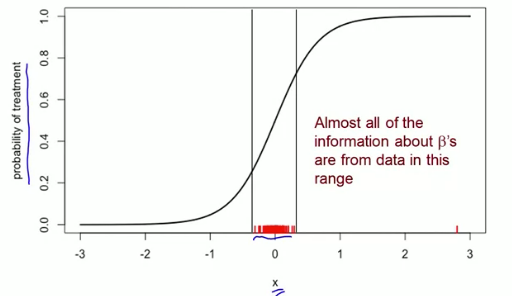 probability of treatment
1.0
0.8
0.6
0.4
0.2
0.0
Almost all of the
information about β's
are from data in this
range
-3 -2 -1 0 1 2 3
x